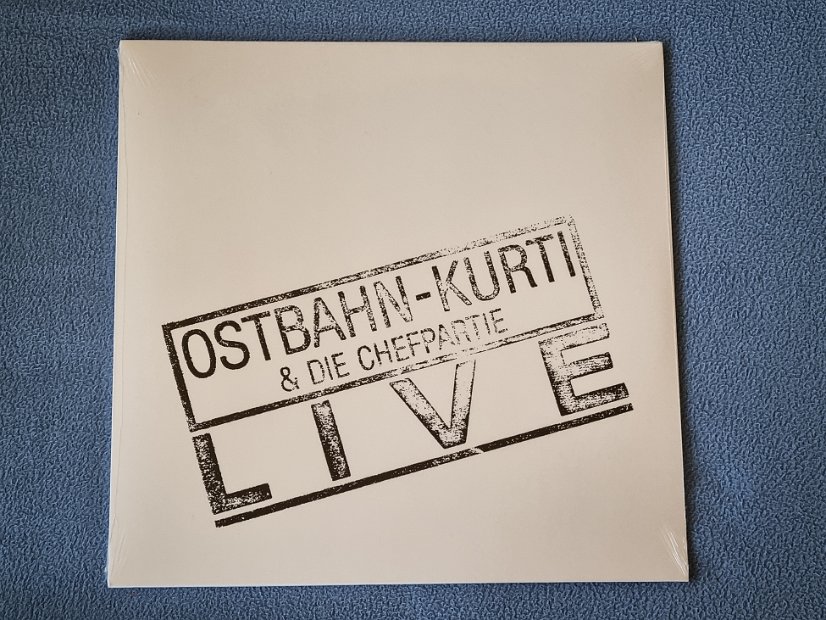 OSTBAHN-KURTI
& DIE CHEFPARTIE
LIVE